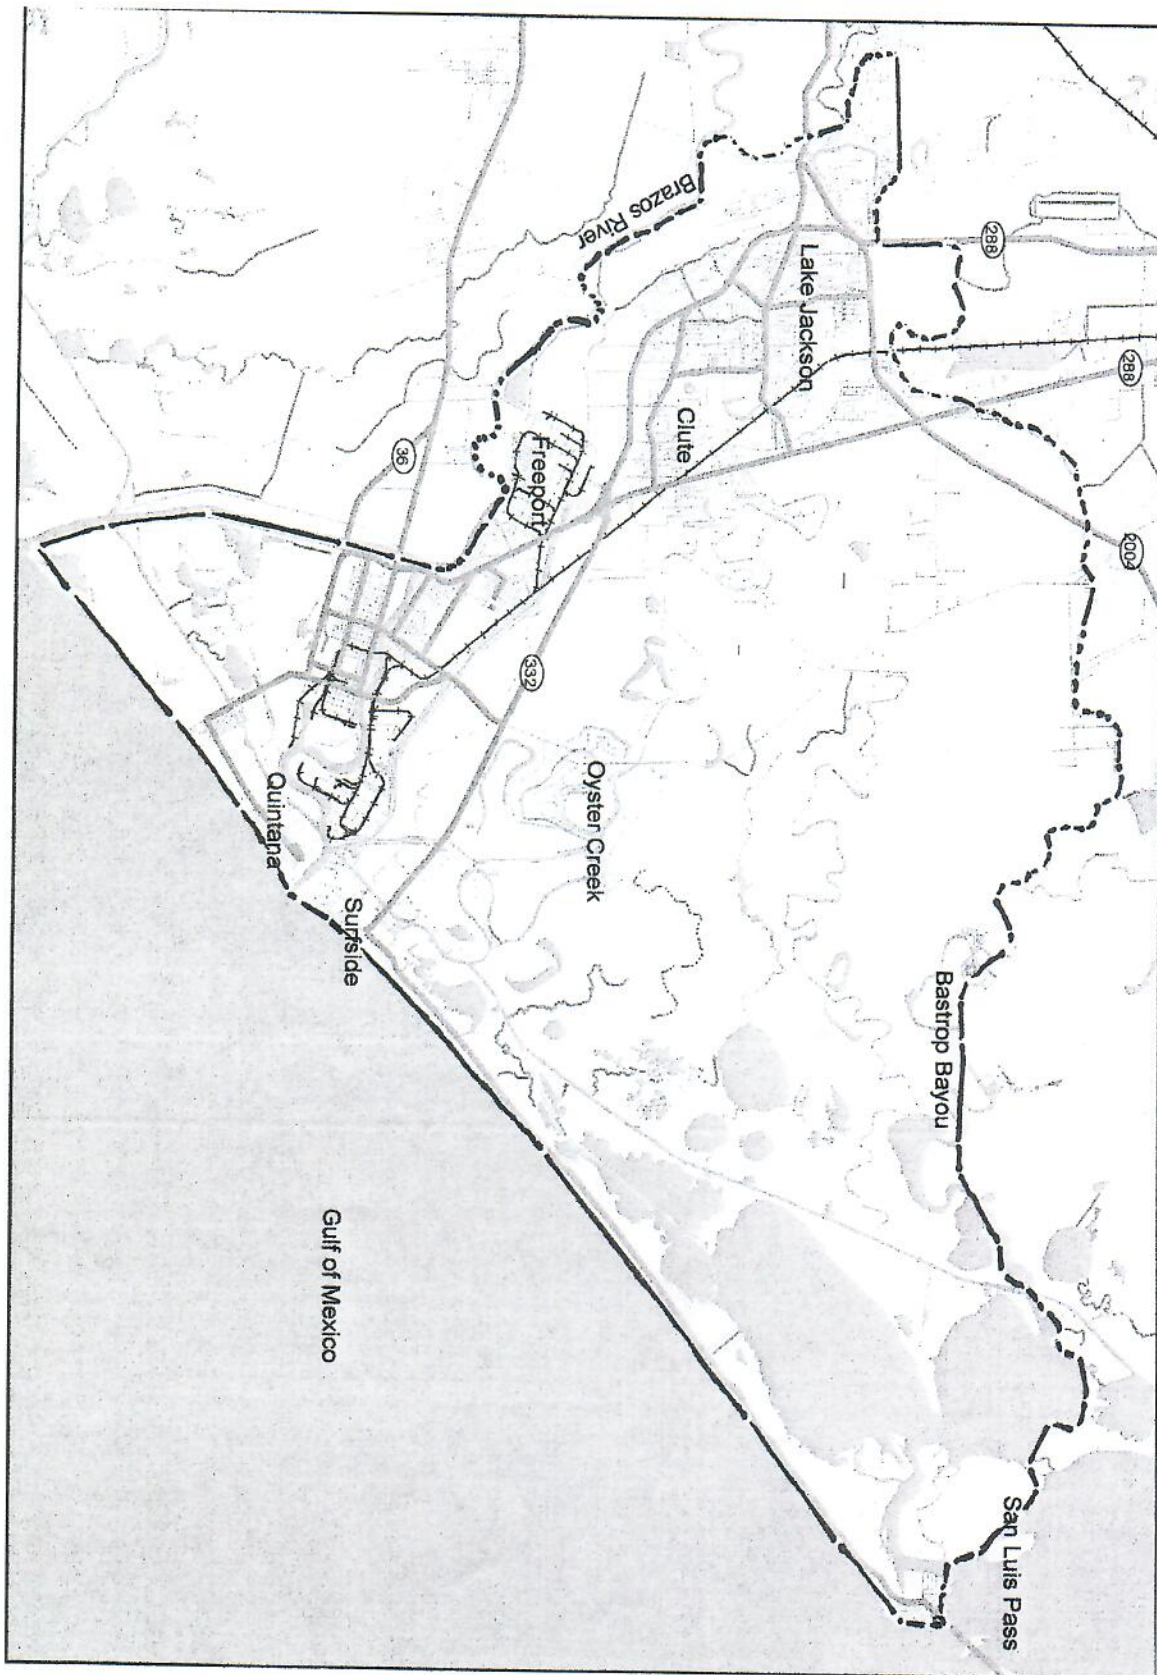 288
288
2004
Brazos River
Lake Jackson
Clute
Freeport
36
332
Oyster Creek
Bastrop Bayou
Quintana
Surfside
San Luis Pass
Gulf of Mexico